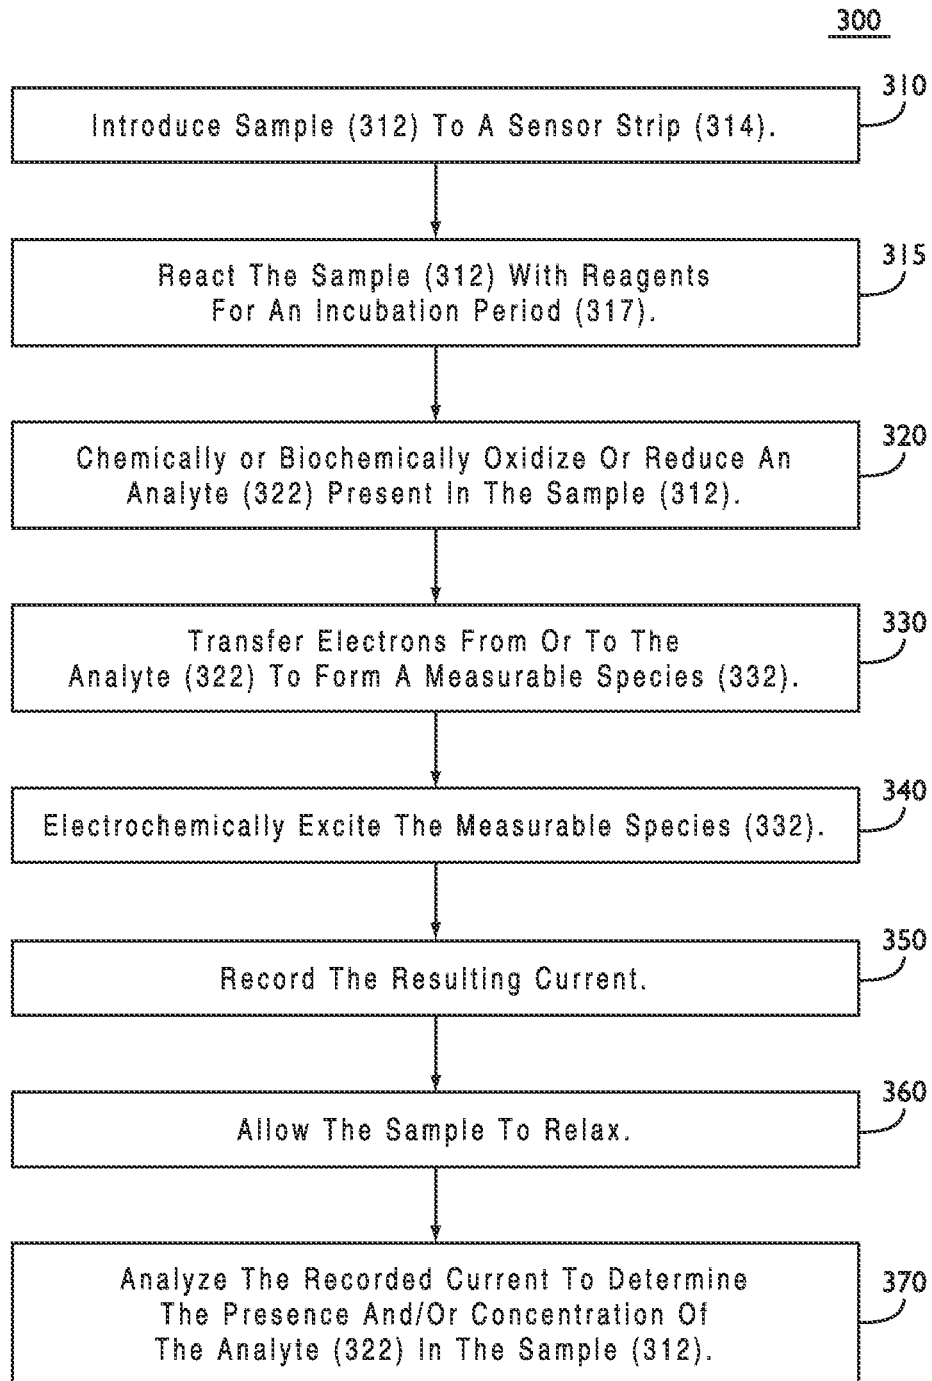 300
310
Introduce Sample (312) To A Sensor Strip (314).
315
React The Sample (312) With Reagents
For An Incubation Period (317).
320
Chemically or Biochemically Oxidize Or Reduce An
Analyte (322) Present In The Sample (312).
330
Transfer Electrons From Or To The
Analyte (322) To Form A Measurable Species (332).
340
Electrochemically Excite The Measurable Species (332).
350
Record The Resulting Current.
360
Allow The Sample To Relax.
370
Analyze The Recorded Current To Determine
The Presence And/Or Concentration Of
The Analyte (322) In The Sample (312).